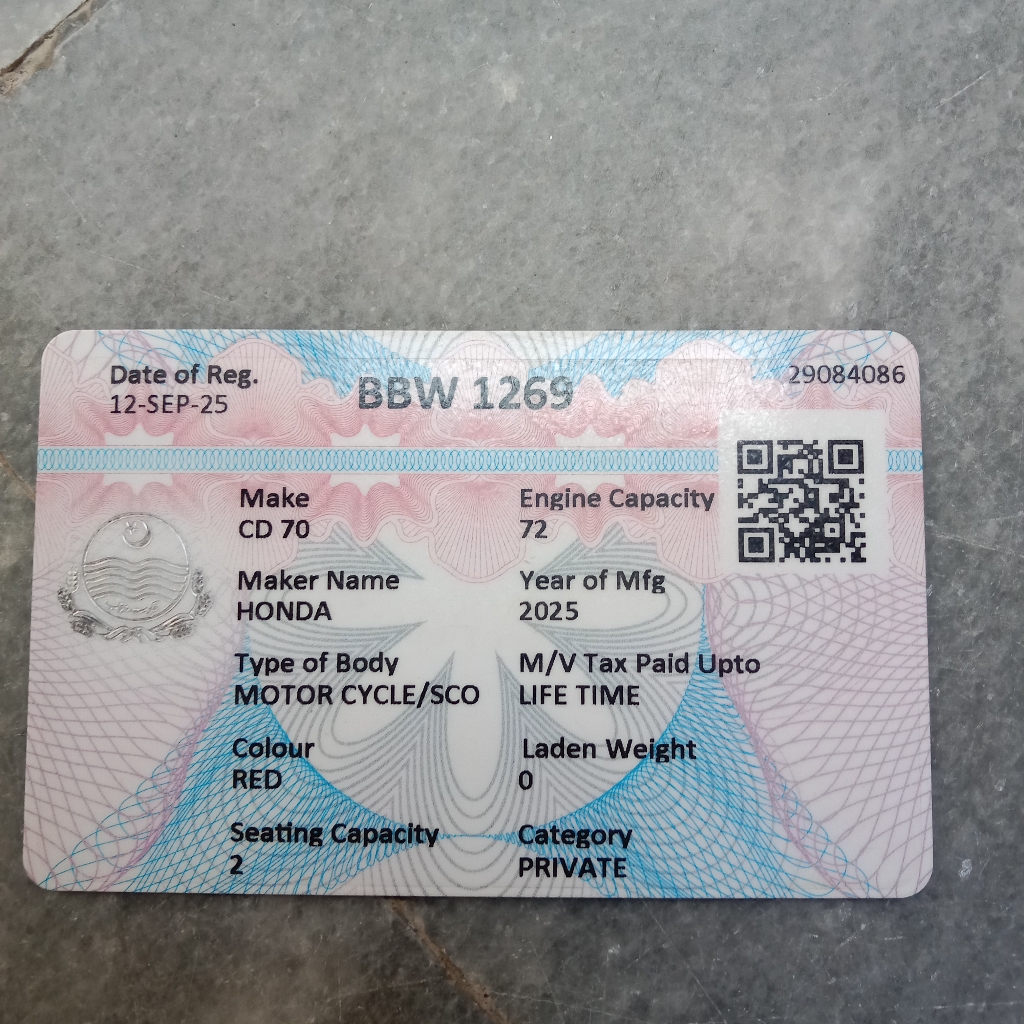 Date of Reg.
12-SEP-25
BBW 1269
29084086
Make
CD 70
Engine Capacity
72
Maker Name
HONDA
Year of Mfg
2025
Type of Body
MOTOR CYCLE/SCO
M/V Tax Paid Upto
LIFE TIME
Colour
RED
Laden Weight
0
Seating Capacity
2
Category
PRIVATE